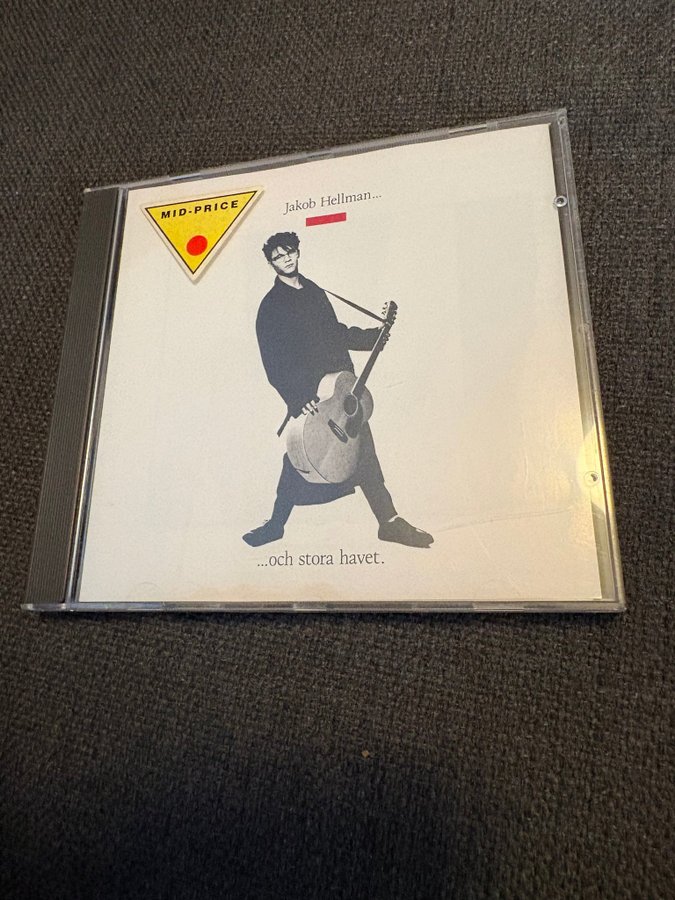 MID-PRICE
Jakob Hellman...
...och stora havet.